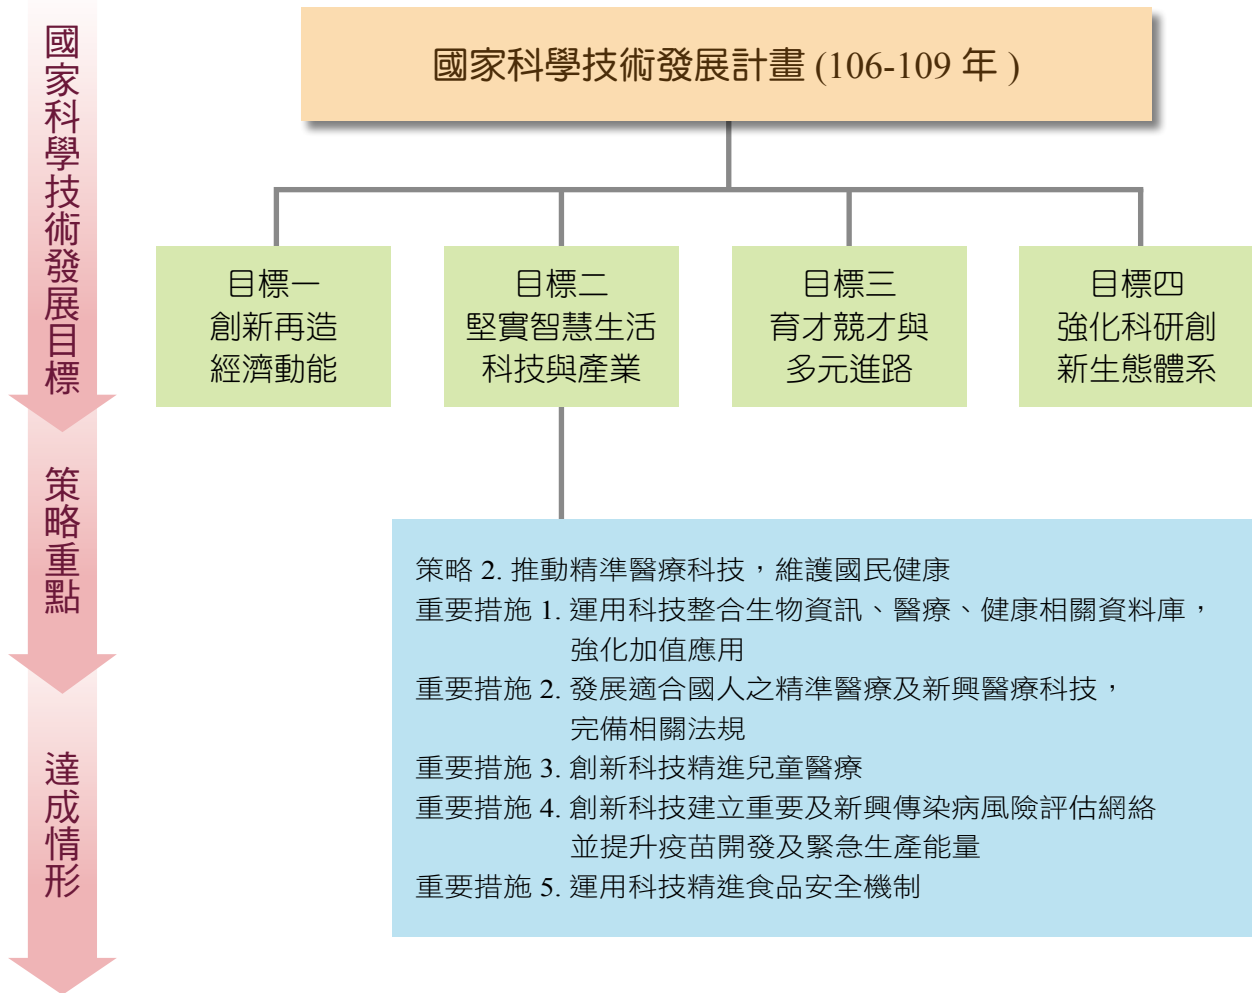 國家科學技術發展目標
策略重點
達成情形
國家科學技術發展計畫 (106-109 年 )
目標一
創新再造
經濟動能
目標二
堅實智慧生活
科技與產業
目標三
育才競才與
多元進路
目標四
強化科研創
新生態體系
策略 2. 推動精準醫療科技，維護國民健康
重要措施 1. 運用科技整合生物資訊、醫療、健康相關資料庫，
強化加值應用
重要措施 2. 發展適合國人之精準醫療及新興醫療科技，
完備相關法規
重要措施 3. 創新科技精進兒童醫療
重要措施 4. 創新科技建立重要及新興傳染病風險評估網絡
並提升疫苗開發及緊急生產能量
重要措施 5. 運用科技精進食品安全機制